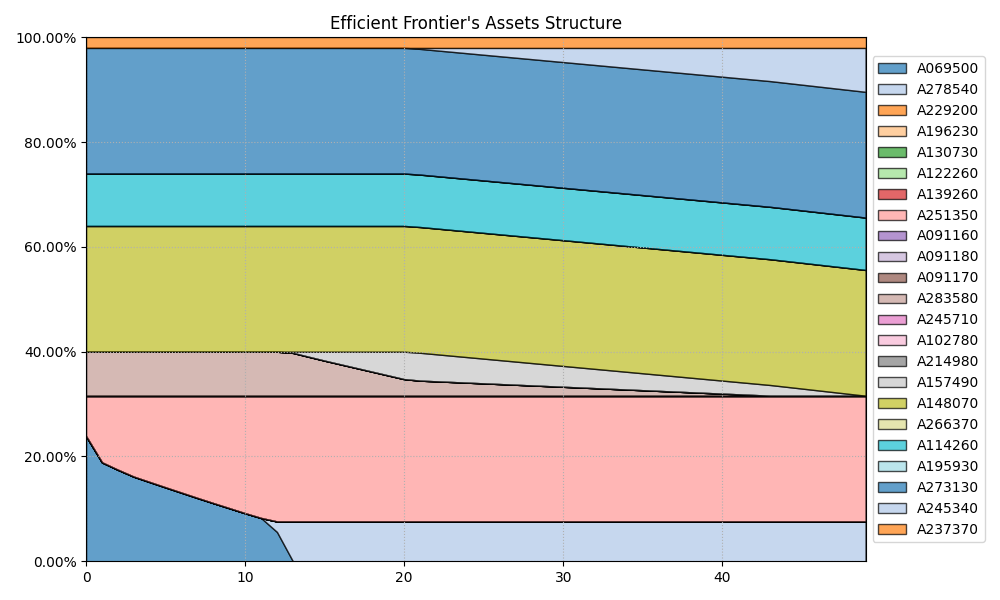 Efficient Frontier's Assets Structure
100.00%
80.00%
60.00%
40.00%
20.00%
0.00%
0
10
20
30
40
A069500
A278540
A229200
A196230
A130730
A122260
A139260
A251350
A091160
A091180
A091170
A283580
A245710
A102780
A214980
A157490
A148070
A266370
A114260
A195930
A273130
A245340
A237370